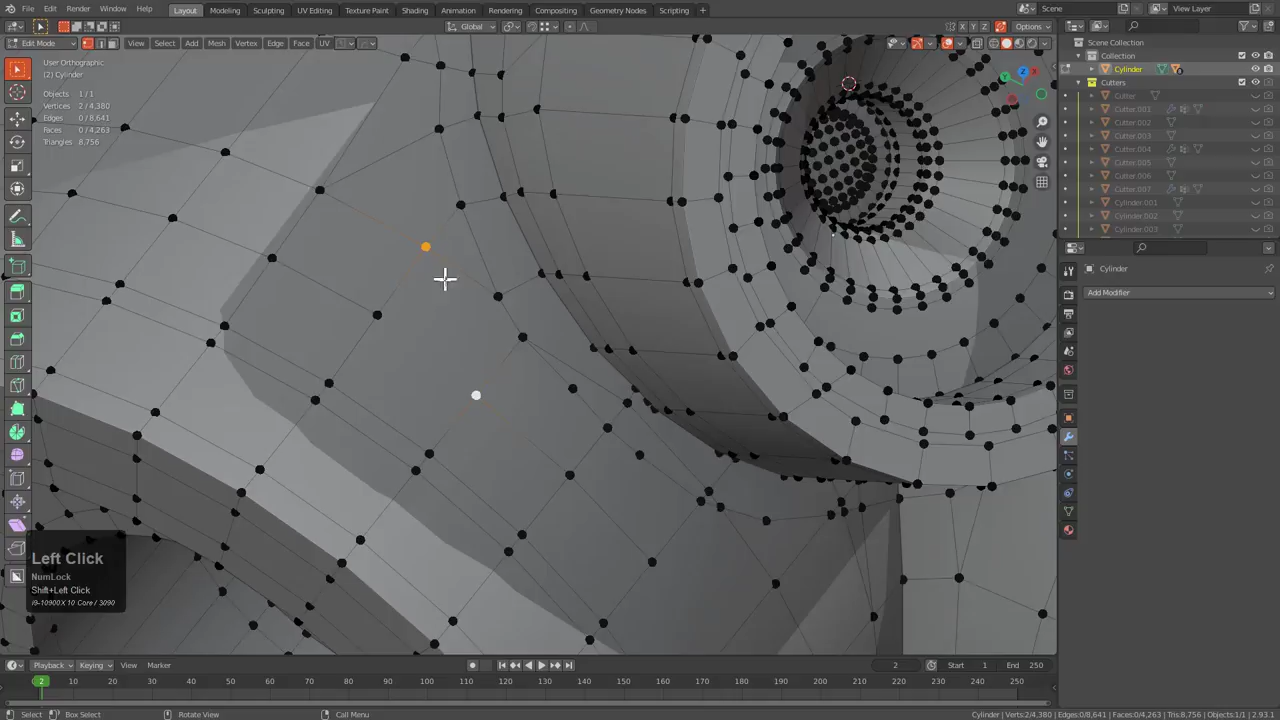 File Edit Render Window Help
Layout Modeling Sculpting UV Editing Texture Paint Shading Animation Rendering Compositing Geometry Nodes Scripting +
Scene
View Layer
Global
Options
Edit Mode View Select Add Mesh Vertex Edge Face UV
User Orthographic
(2) Cylinder
Objects 1/1
Vertices 2/4,380
Edges 0/8,641
Faces 0/4,263
Triangles 8,756
Z
Y
X
Scene Collection
Collection
Cylinder
Cutters
Cutter
Cutter.001
Cutter.002
Cutter.003
Cutter.004
Cutter.005
Cutter.006
Cutter.007
Cylinder.001
Cylinder.002
Cylinder.003
Cylinder
Add Modifier
Left Click
NumLock
Shift+Left Click
i9-10900X 10 Core / 3090
Playback Keying View Marker
2 Start 1 End 250
2 10 20 30 40 50 60 70 80 90 100 110 120 130 140 150 160 170 180 190 200 210 220 230 240 250
Select Box Select Rotate View Call Menu
Cylinder | Verts:2/4,380 | Edges:0/8,641 | Faces:0/4,263 | Tris:8,756 | Objects:1/1 | 2.93.1